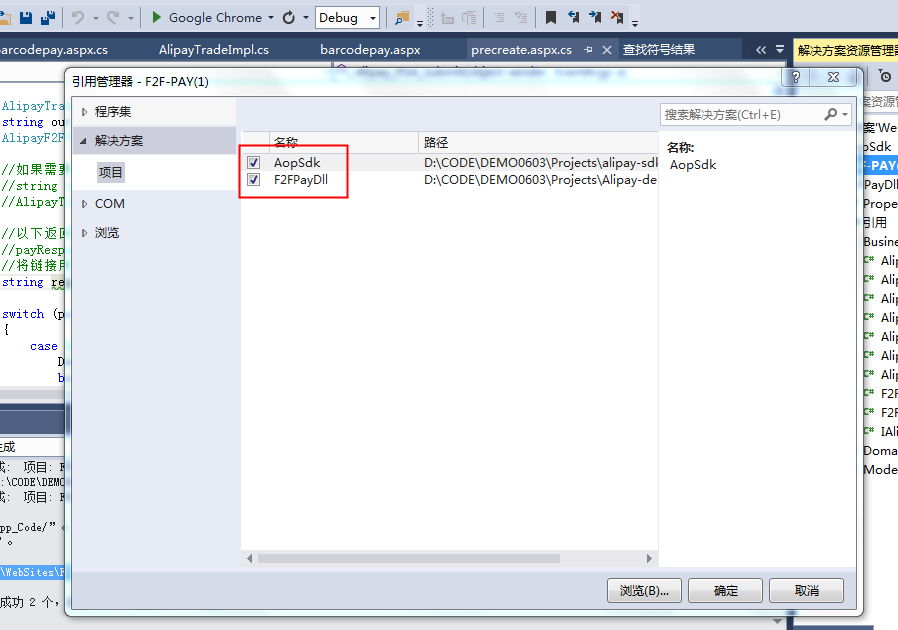 Google Chrome Debug
arcodepay.aspx.cs AlipayTradeImpl.cs barcodepay.aspx precreate.aspx.cs 查找符号结果 解决方案资源管理器
引用管理器 - F2F-PAY(1)
程序集
解决方案
项目
COM
浏览
搜索解决方案(Ctrl+E)
名称 路径
AopSdk D:\CODE\DEMO0603\Projects\alipay-sdk
F2FPayDll D:\CODE\DEMO0603\Projects\Alipay-de
名称:
AopSdk
浏览(B)... 确定 取消
AlipayTra
string ou
AlipayF2F
//如果需要
//string
//AlipayT
//以下返回
//payResp
//将链接用
string re
switch (p
{
case
D
b
生成
成: 项目: F
:\CODE\DEMO
成: 项目: F
pp_Code/”
”。
\WebSites\F
成功 2 个，
案'We
pSdk
F-PAY(
PayDll
Prope
引用
Busine
C# Alip
C# Alip
C# Alip
C# Alip
C# Alip
C# Alip
C# Alip
C# F2F
C# F2F
C# IAli
Doma
Mode